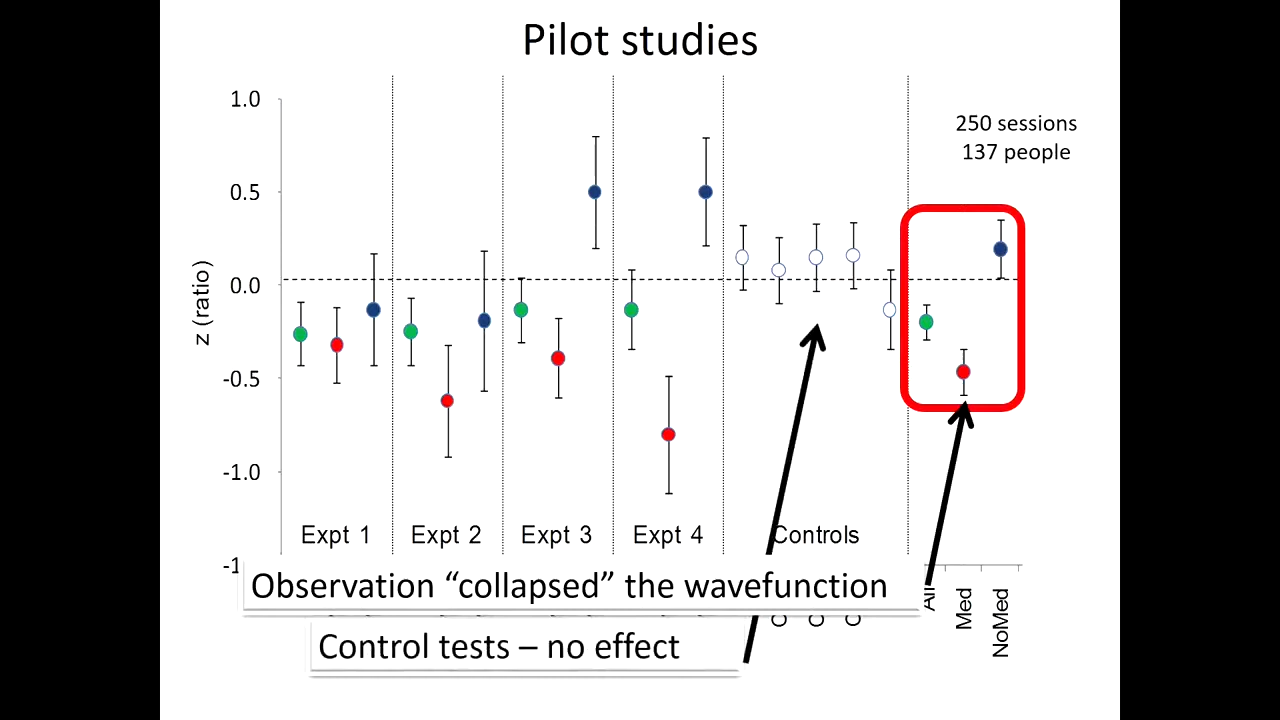 Pilot studies
1.0
250 sessions
137 people
0.5
0.0
z (ratio)
-0.5
-1.0
Expt 1
Expt 2
Expt 3
Expt 4
Controls
-1
Observation “collapsed” the wavefunction
All
Med
NoMed
Control tests – no effect